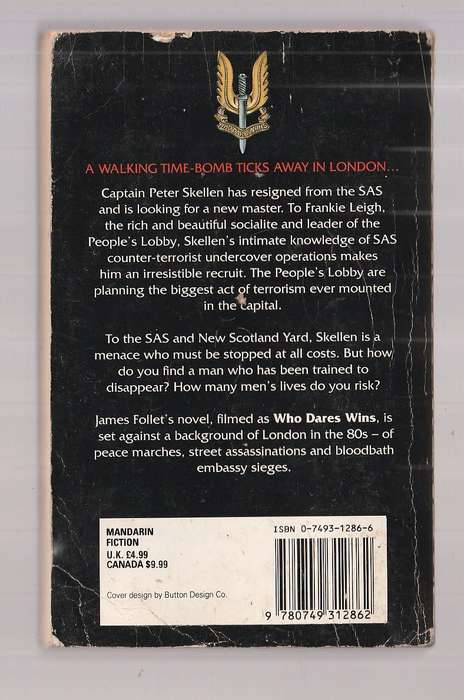 A WALKING TIME-BOMB TICKS AWAY IN LONDON...
Captain Peter Skellen has resigned from the SAS
and is looking for a new master. To Frankie Leigh,
the rich and beautiful socialite and leader of the
People's Lobby, Skellen's intimate knowledge of SAS
counter-terrorist undercover operations makes
him an irresistible recruit. The People's Lobby are
planning the biggest act of terrorism ever mounted
in the capital.
To the SAS and New Scotland Yard, Skellen is a
menace who must be stopped at all costs. But how
do you find a man who has been trained to
disappear? How many men's lives do you risk?
James Follet's novel, filmed as Who Dares Wins, is
set against a background of London in the 80s – of
peace marches, street assassinations and bloodbath
embassy sieges.
MANDARIN
FICTION
U.K. £4.99
CANADA $9.99
Cover design by Button Design Co.
ISBN 0-7493-1286-6
9 780749 312862